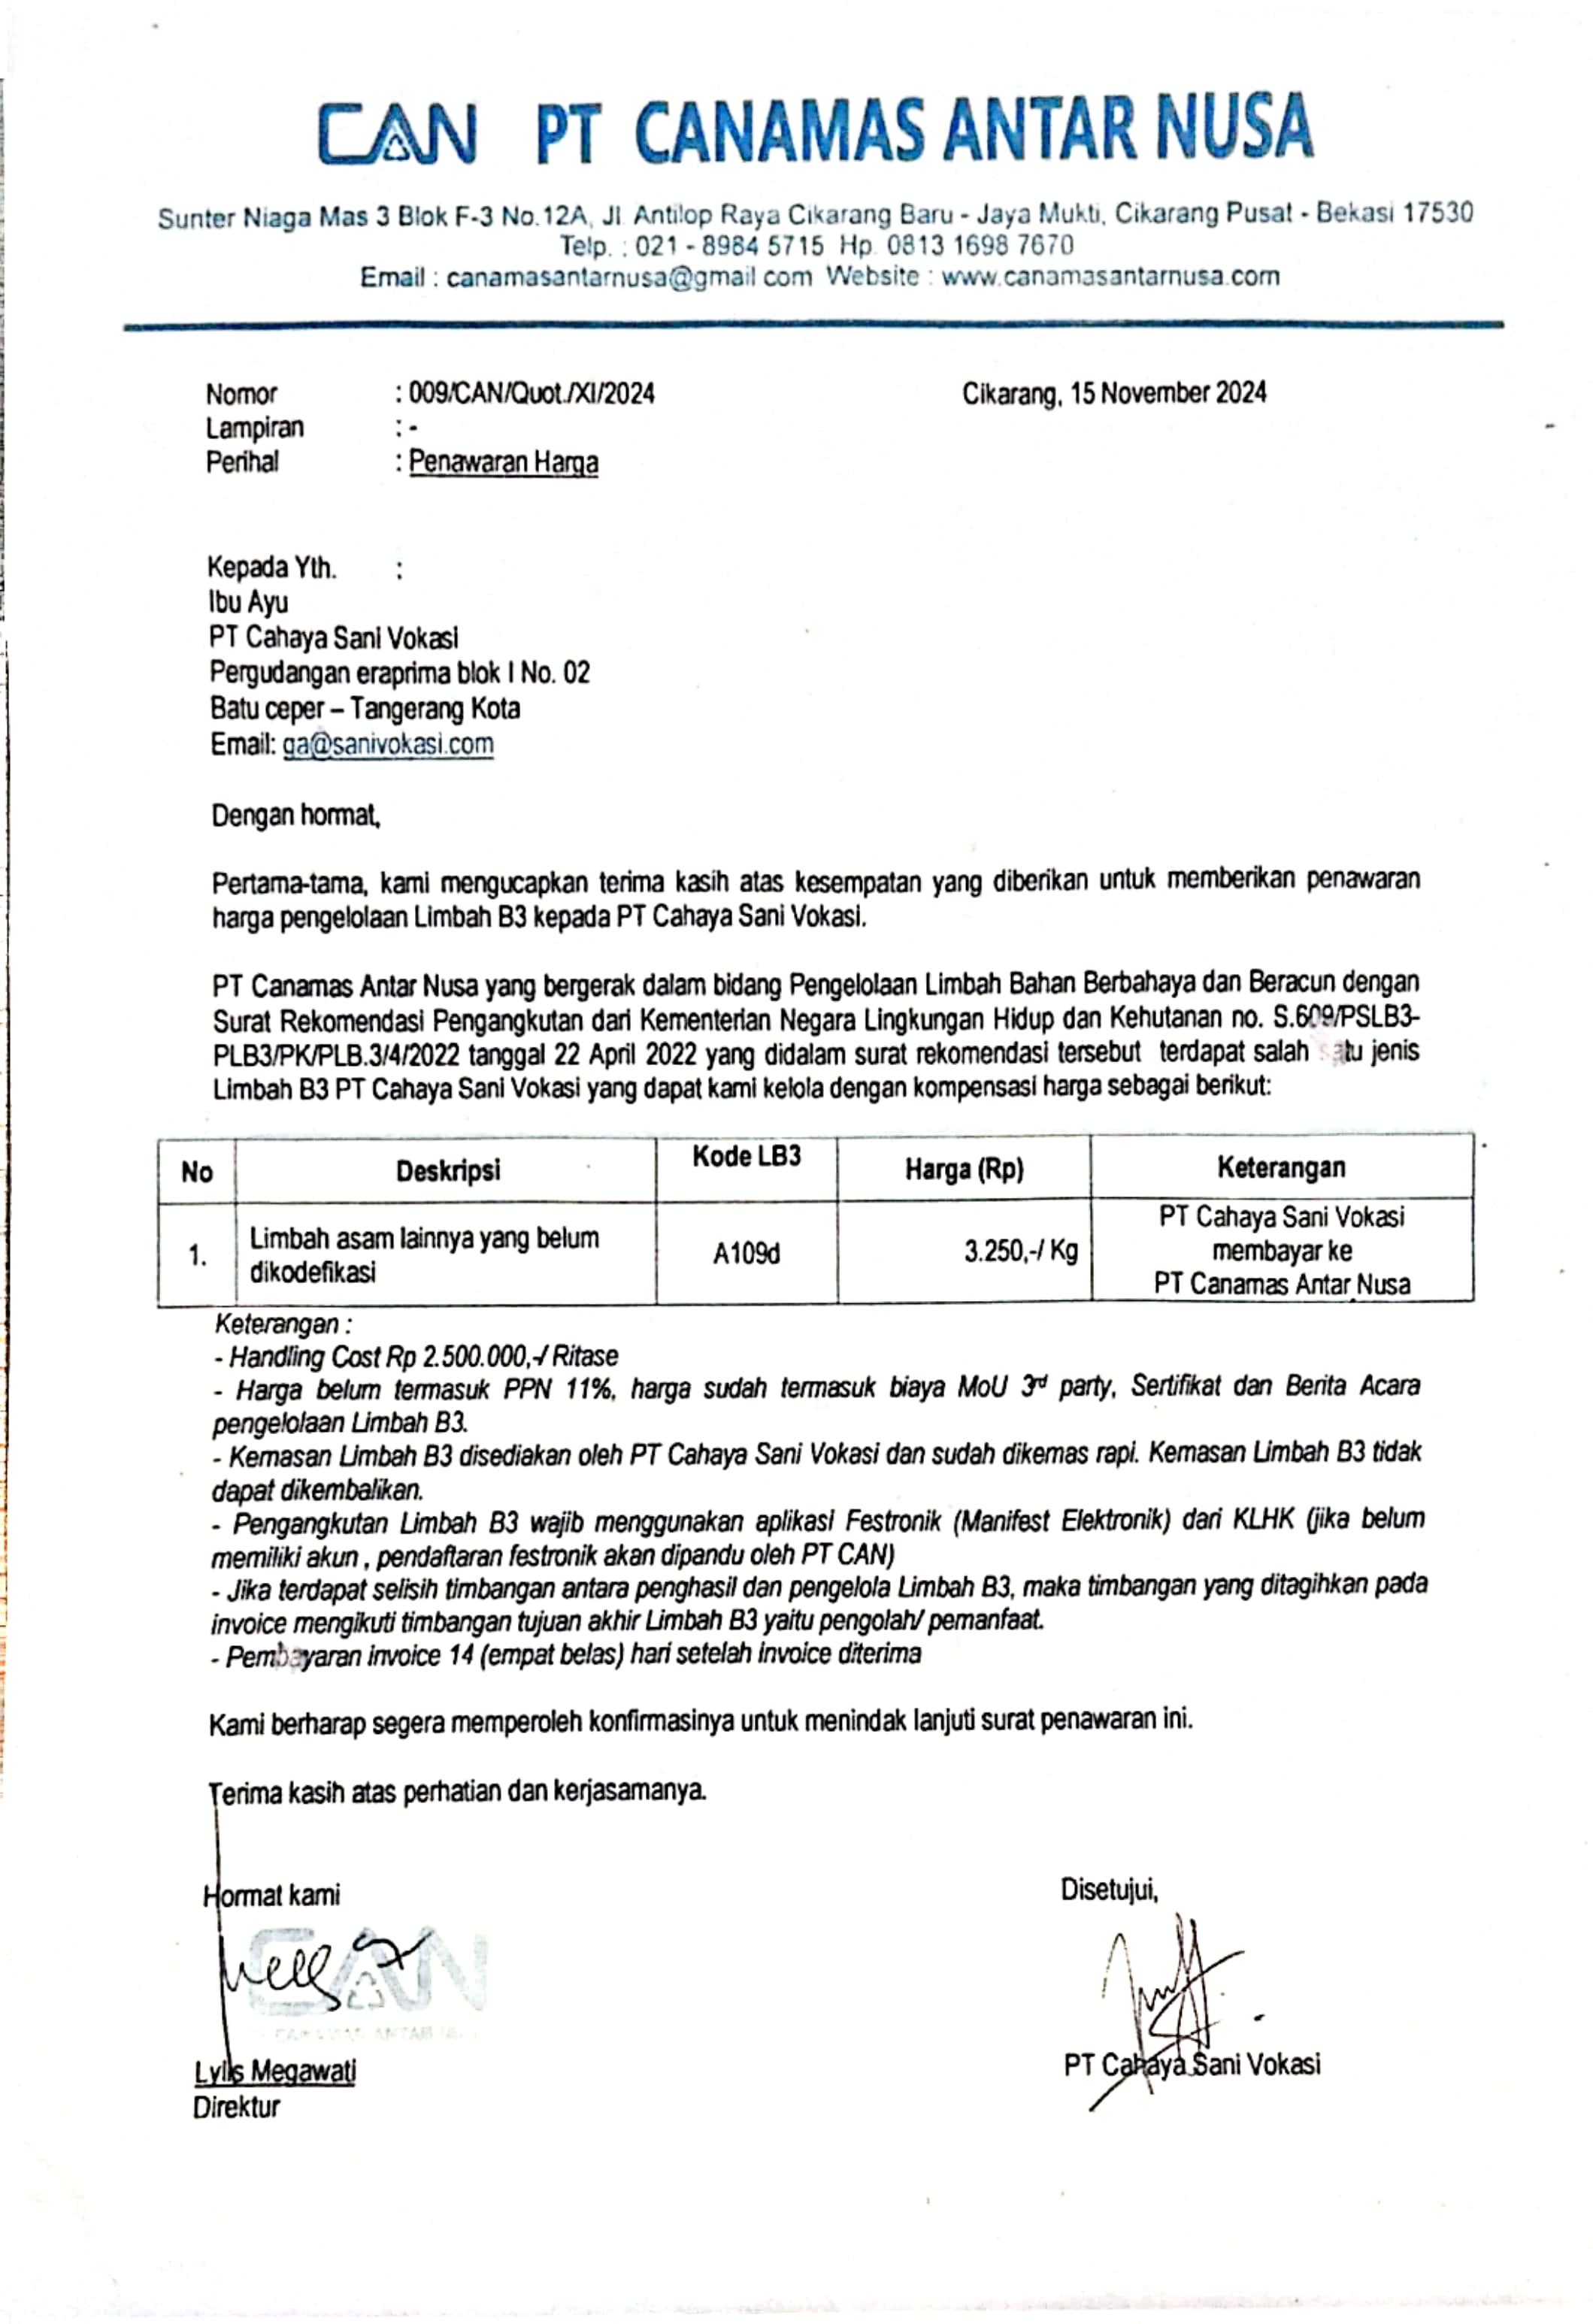 CAN PT CANAMAS ANTAR NUSA
Sunter Niaga Mas 3 Blok F-3 No.12A, Jl. Antilop Raya Cikarang Baru - Jaya Mukti, Cikarang Pusat - Bekasi 17530
Telp. : 021 - 8984 5715 Hp. 0813 1698 7670
Email : canamasantarnusa@gmail.com Website : www.canamasantarnusa.com
Nomor : 009/CAN/Quot./XI/2024 Cikarang, 15 November 2024
Lampiran : -
Perihal : Penawaran Harga
Kepada Yth. :
Ibu Ayu
PT Cahaya Sani Vokasi
Pergudangan eraprima blok I No. 02
Batu ceper – Tangerang Kota
Email: ga@sanivokasi.com
Dengan hormat,
Pertama-tama, kami mengucapkan terima kasih atas kesempatan yang diberikan untuk memberikan penawaran
harga pengelolaan Limbah B3 kepada PT Cahaya Sani Vokasi.
PT Canamas Antar Nusa yang bergerak dalam bidang Pengelolaan Limbah Bahan Berbahaya dan Beracun dengan
Surat Rekomendasi Pengangkutan dari Kementerian Negara Lingkungan Hidup dan Kehutanan no. S.609/PSLB3-
PLB3/PK/PLB.3/4/2022 tanggal 22 April 2022 yang didalam surat rekomendasi tersebut terdapat salah satu jenis
Limbah B3 PT Cahaya Sani Vokasi yang dapat kami kelola dengan kompensasi harga sebagai berikut:
No Deskripsi Kode LB3 Harga (Rp) Keterangan
1. Limbah asam lainnya yang belum dikodefikasi A109d 3.250,-/ Kg PT Cahaya Sani Vokasi membayar ke PT Canamas Antar Nusa
Keterangan :
- Handling Cost Rp 2.500.000,-/ Ritase
- Harga belum termasuk PPN 11%, harga sudah termasuk biaya MoU 3rd party, Sertifikat dan Berita Acara
pengelolaan Limbah B3.
- Kemasan Limbah B3 disediakan oleh PT Cahaya Sani Vokasi dan sudah dikemas rapi. Kemasan Limbah B3 tidak
dapat dikembalikan.
- Pengangkutan Limbah B3 wajib menggunakan aplikasi Festronik (Manifest Elektronik) dari KLHK (jika belum
memiliki akun , pendaftaran festronik akan dipandu oleh PT CAN)
- Jika terdapat selisih timbangan antara penghasil dan pengelola Limbah B3, maka timbangan yang ditagihkan pada
invoice mengikuti timbangan tujuan akhir Limbah B3 yaitu pengolah/ pemanfaat.
- Pembayaran invoice 14 (empat belas) hari setelah invoice diterima
Kami berharap segera memperoleh konfirmasinya untuk menindak lanjuti surat penawaran ini.
Terima kasih atas perhatian dan kerjasamanya.
Hormat kami Disetujui,
CAN
Lylis Megawati PT Cahaya Sani Vokasi
Direktur